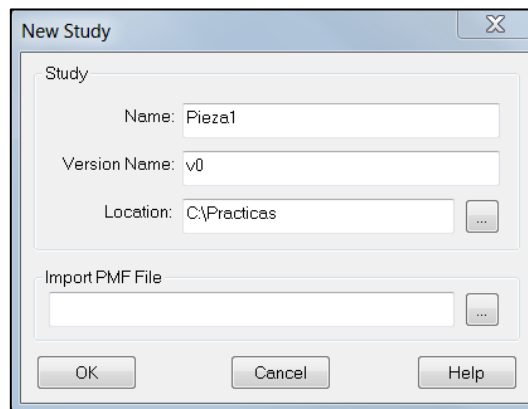 New Study
Study
Name: Pieza1
Version Name: v0
Location: C:\Practicas ...
Import PMF File
...
OK Cancel Help